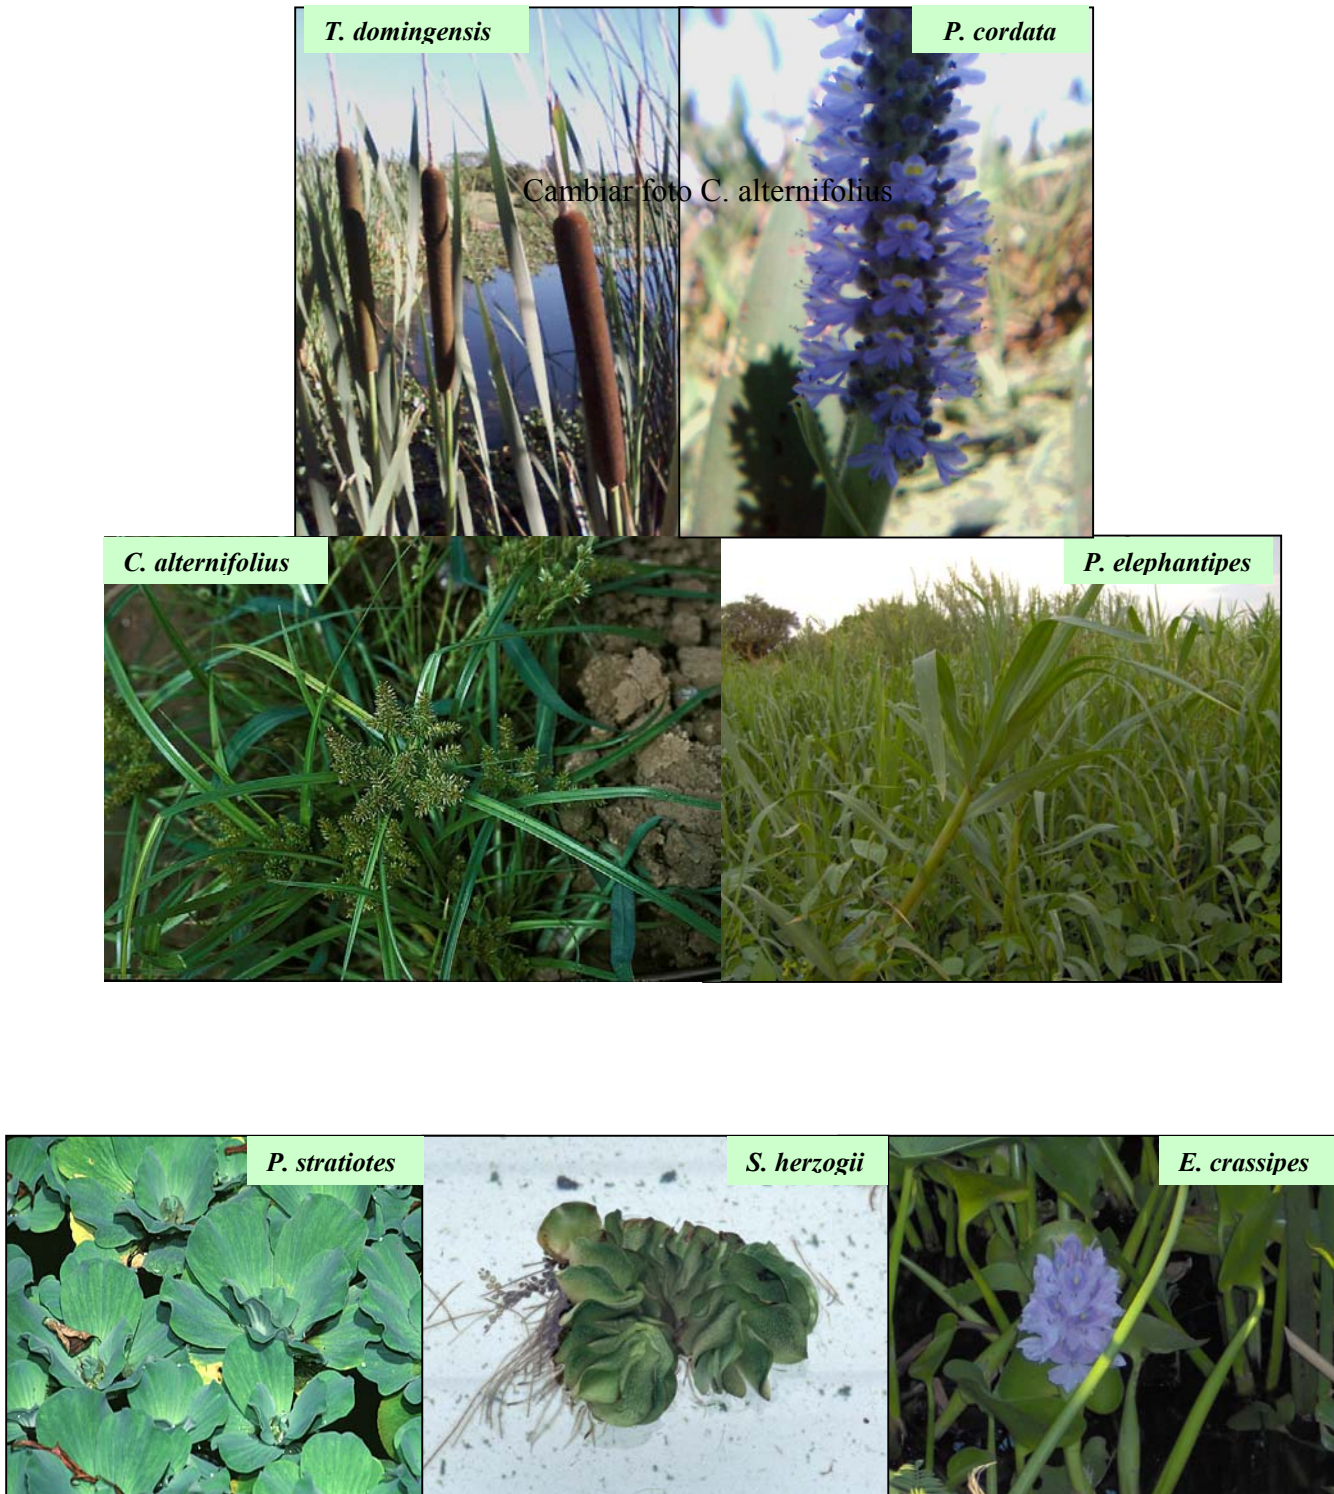 T. domingensis
P. cordata
Cambiar foto C. alternifolius
C. alternifolius
P. elephantipes
P. stratiotes
S. herzogii
E. crassipes